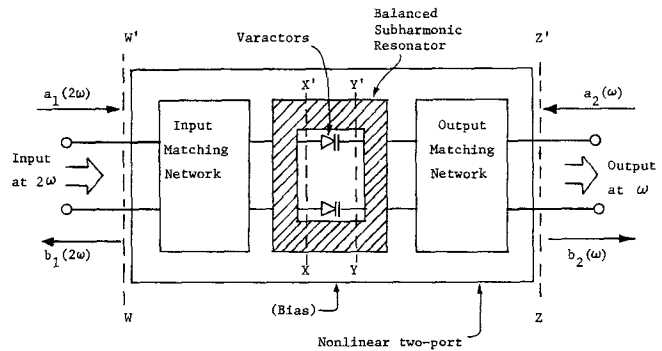 Balanced
Subharmonic
Resonator
Varactors
W'
Z'
X'
Y'
a1(2ω)
a2(ω)
Input
Matching
Network
Output
Matching
Network
Input
at 2ω
Output
at ω
b1(2ω)
b2(ω)
X
Y
(Bias)
W
Z
Nonlinear two-port